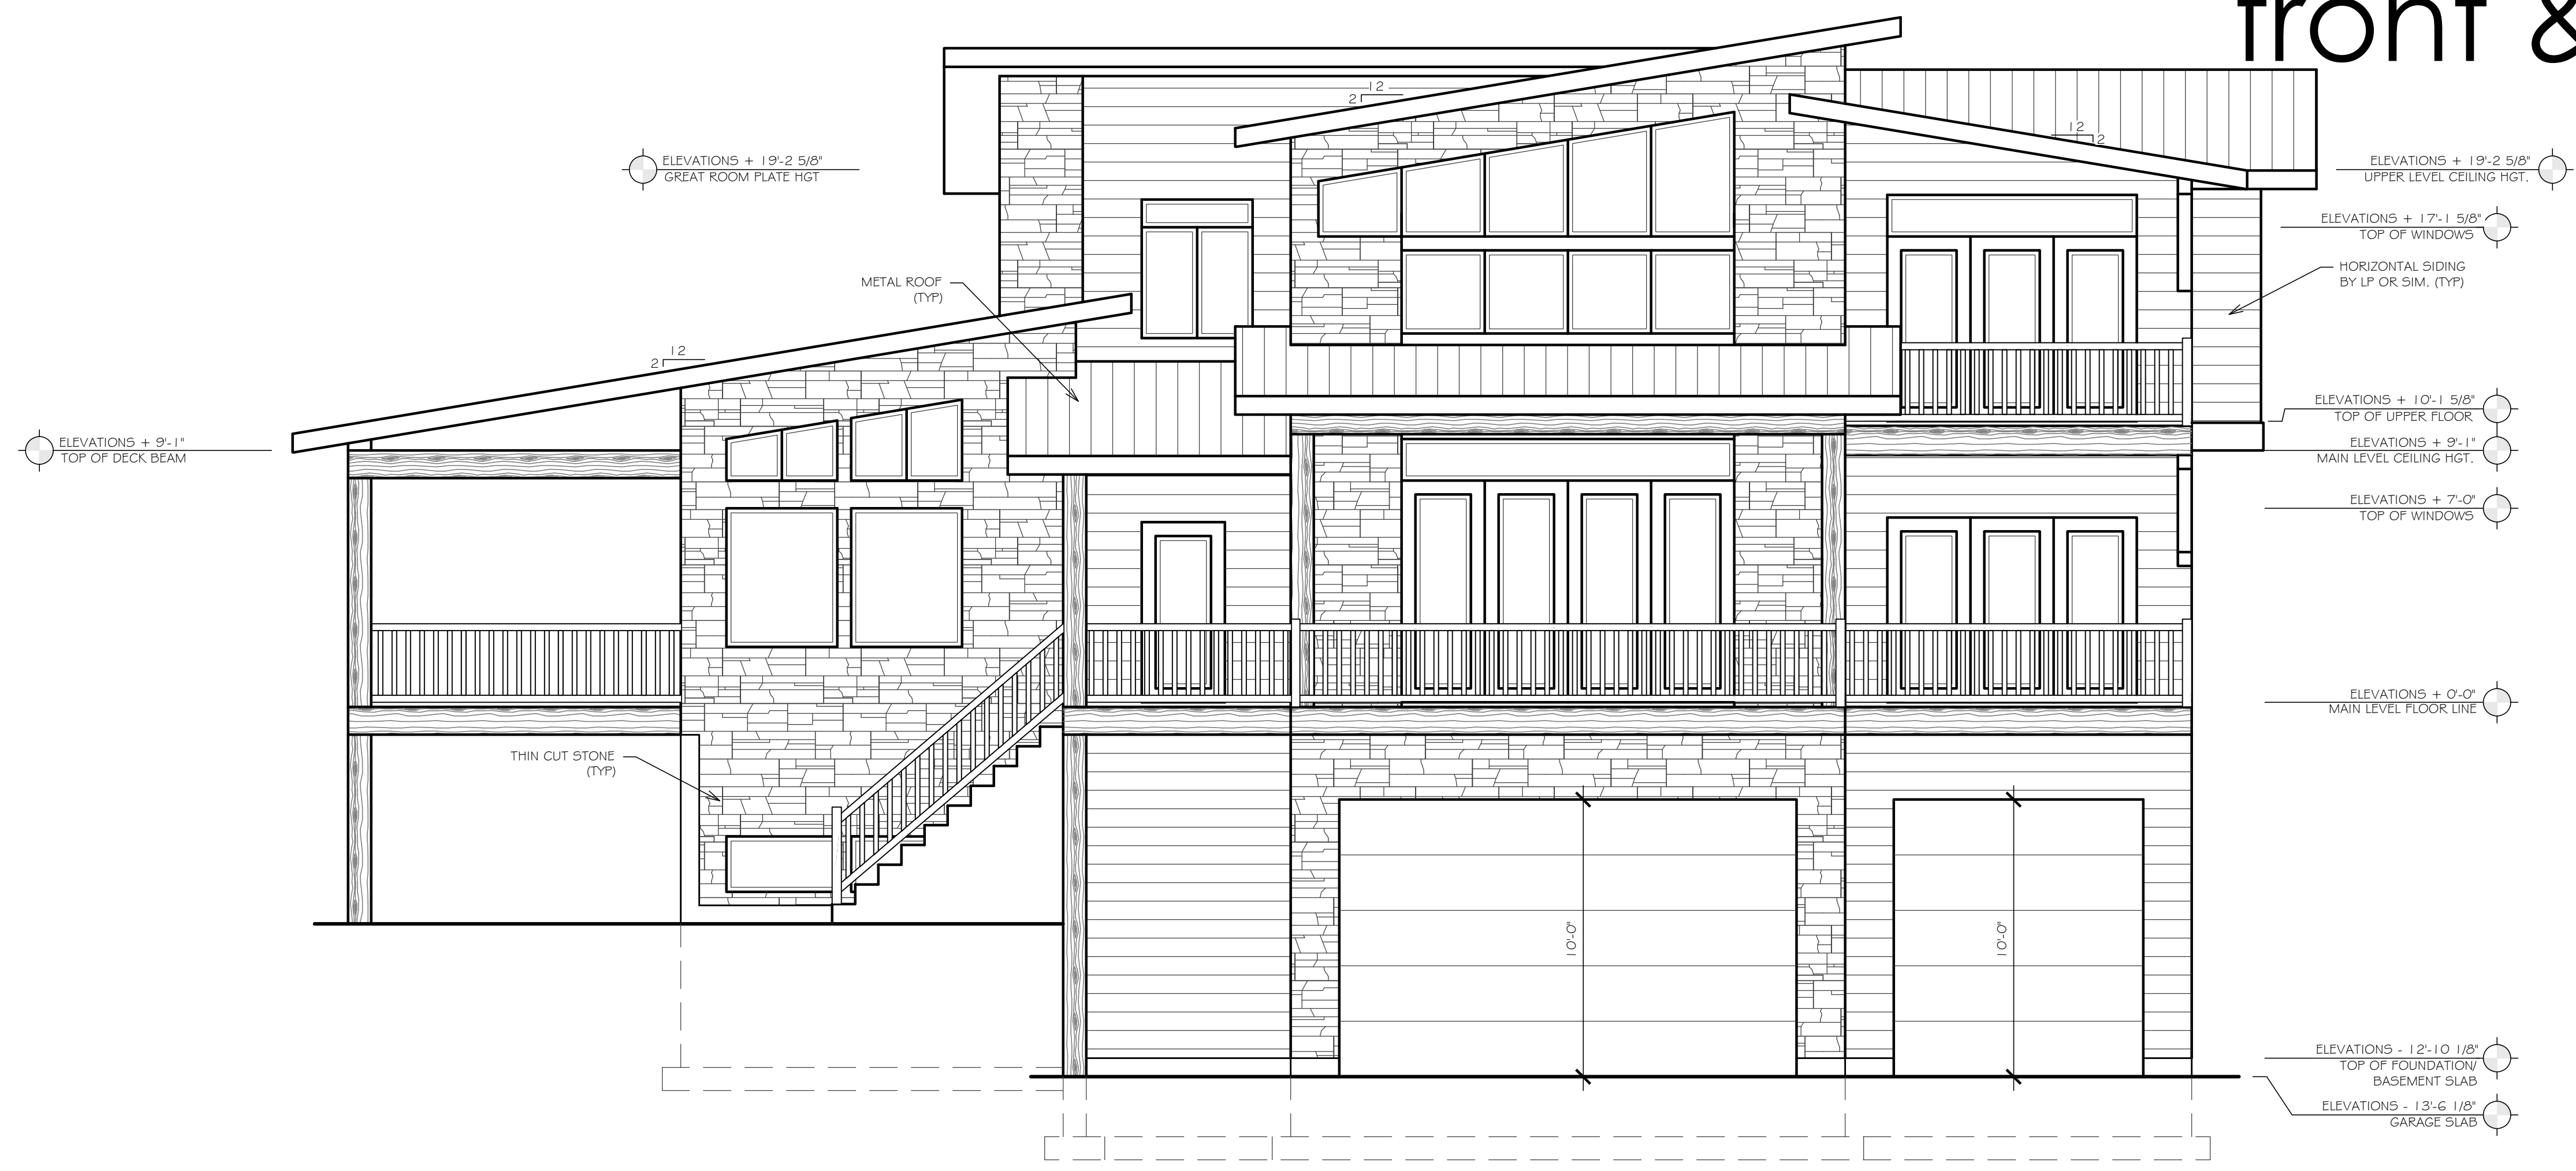 front &
12
2
12
2
ELEVATIONS + 19'-2 5/8"
GREAT ROOM PLATE HGT
ELEVATIONS + 19'-2 5/8"
UPPER LEVEL CEILING HGT.
ELEVATIONS + 17'-1 5/8"
TOP OF WINDOWS
HORIZONTAL SIDING
BY LP OR SIM. (TYP)
METAL ROOF
(TYP)
12
2
ELEVATIONS + 10'-1 5/8"
TOP OF UPPER FLOOR
ELEVATIONS + 9'-1"
TOP OF DECK BEAM
ELEVATIONS + 9'-1"
MAIN LEVEL CEILING HGT.
ELEVATIONS + 7'-0"
TOP OF WINDOWS
ELEVATIONS + 0'-0"
MAIN LEVEL FLOOR LINE
THIN CUT STONE
(TYP)
10'-0"
10'-0"
ELEVATIONS - 12'-10 1/8"
TOP OF FOUNDATION/
BASEMENT SLAB
ELEVATIONS - 13'-6 1/8"
GARAGE SLAB